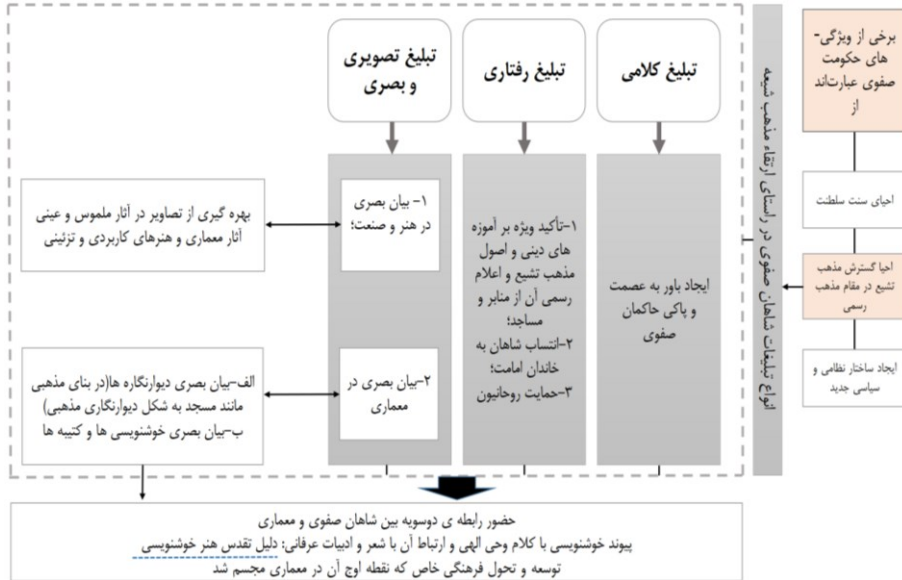 برخی از ویژگی-
های حکومت
صفوی عبارت‌اند
از
احیای سنت سلطنت
احیا گسترش مذهب
تشیع در مقام مذهب
رسمی
ایجاد ساختار نظامی و
سیاسی جدید
انواع تبلیغات شاهان صفوی در راستای ارتقاء مذهب شیعه
تبلیغ کلامی
ایجاد باور به عصمت
و پاکی حاکمان
صفوی
تبلیغ رفتاری
۱-تأکید ویژه بر آموزه
های دینی و اصول
مذهب تشیع و اعلام
رسمی آن از منابر و
مساجد؛
۲-انتساب شاهان به
خاندان امامت؛
۳-حمایت روحانیون
تبلیغ تصویری
و بصری
۱- بیان بصری
در هنر و صنعت؛
۲-بیان بصری در
معماری
بهره گیری از تصاویر در آثار ملموس و عینی
آثار معماری و هنرهای کاربردی و تزئینی
الف-بیان بصری دیوارنگاره ها(در بنای مذهبی
مانند مسجد به شکل دیوارنگاری مذهبی)
ب-بیان بصری خوشنویسی ها و کتیبه ها
حضور رابطه ی دوسویه بین شاهان صفوی و معماری
پیوند خوشنویسی با کلام وحی الهی و ارتباط آن با شعر و ادبیات عرفانی: دلیل تقدس هنر خوشنویسی
توسعه و تحول فرهنگی خاص که نقطه اوج آن در معماری مجسم شد